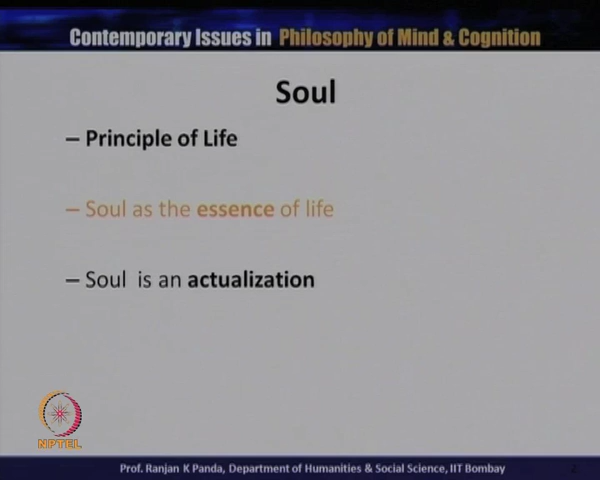 Contemporary Issues in Philosophy of Mind & Cognition
Soul
– Principle of Life
– Soul as the essence of life
– Soul is an actualization
NPTEL
Prof. Ranjan K Panda, Department of Humanities & Social Science, IIT Bombay
2